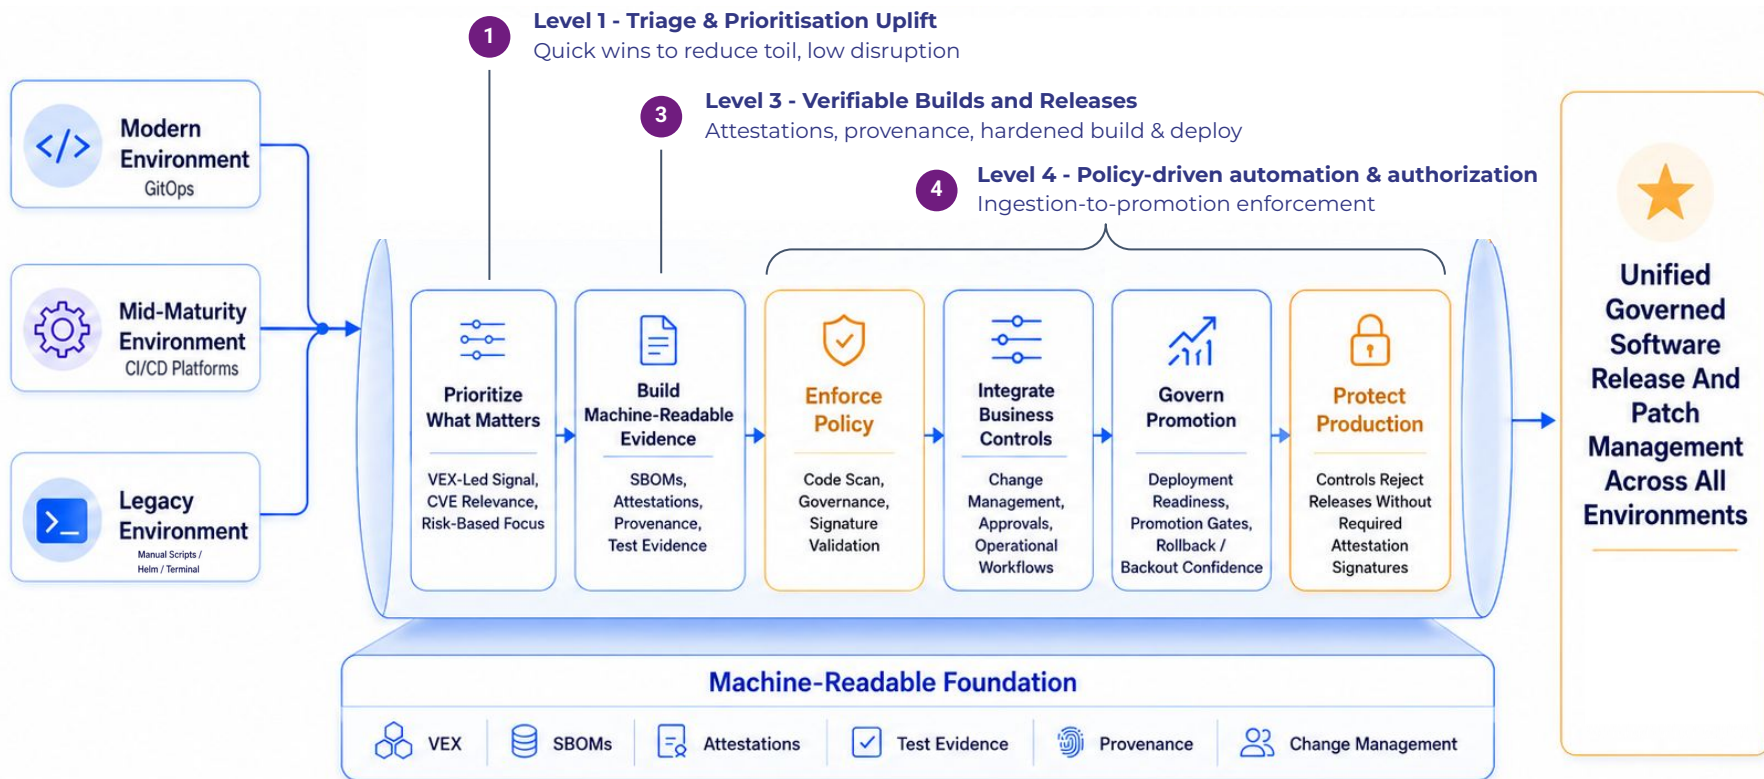 1
Level 1 - Triage & Prioritisation Uplift
Quick wins to reduce toil, low disruption
3
Level 3 - Verifiable Builds and Releases
Attestations, provenance, hardened build & deploy
4
Level 4 - Policy-driven automation & authorization
Ingestion-to-promotion enforcement
</>
Modern
Environment
GitOps
Mid-Maturity
Environment
CI/CD Platforms
>_
Legacy
Environment
Manual Scripts /
Helm / Terminal
Prioritize
What Matters
VEX-Led Signal,
CVE Relevance,
Risk-Based Focus
Build
Machine-Readable
Evidence
SBOMs,
Attestations,
Provenance,
Test Evidence
Enforce
Policy
Code Scan,
Governance,
Signature
Validation
Integrate
Business
Controls
Change
Management,
Approvals,
Operational
Workflows
Govern
Promotion
Deployment
Readiness,
Promotion Gates,
Rollback /
Backout Confidence
Protect
Production
Controls Reject
Releases Without
Required
Attestation
Signatures
Unified
Governed
Software
Release And
Patch
Management
Across All
Environments
Machine-Readable Foundation
VEX
SBOMs
Attestations
Test Evidence
Provenance
Change Management